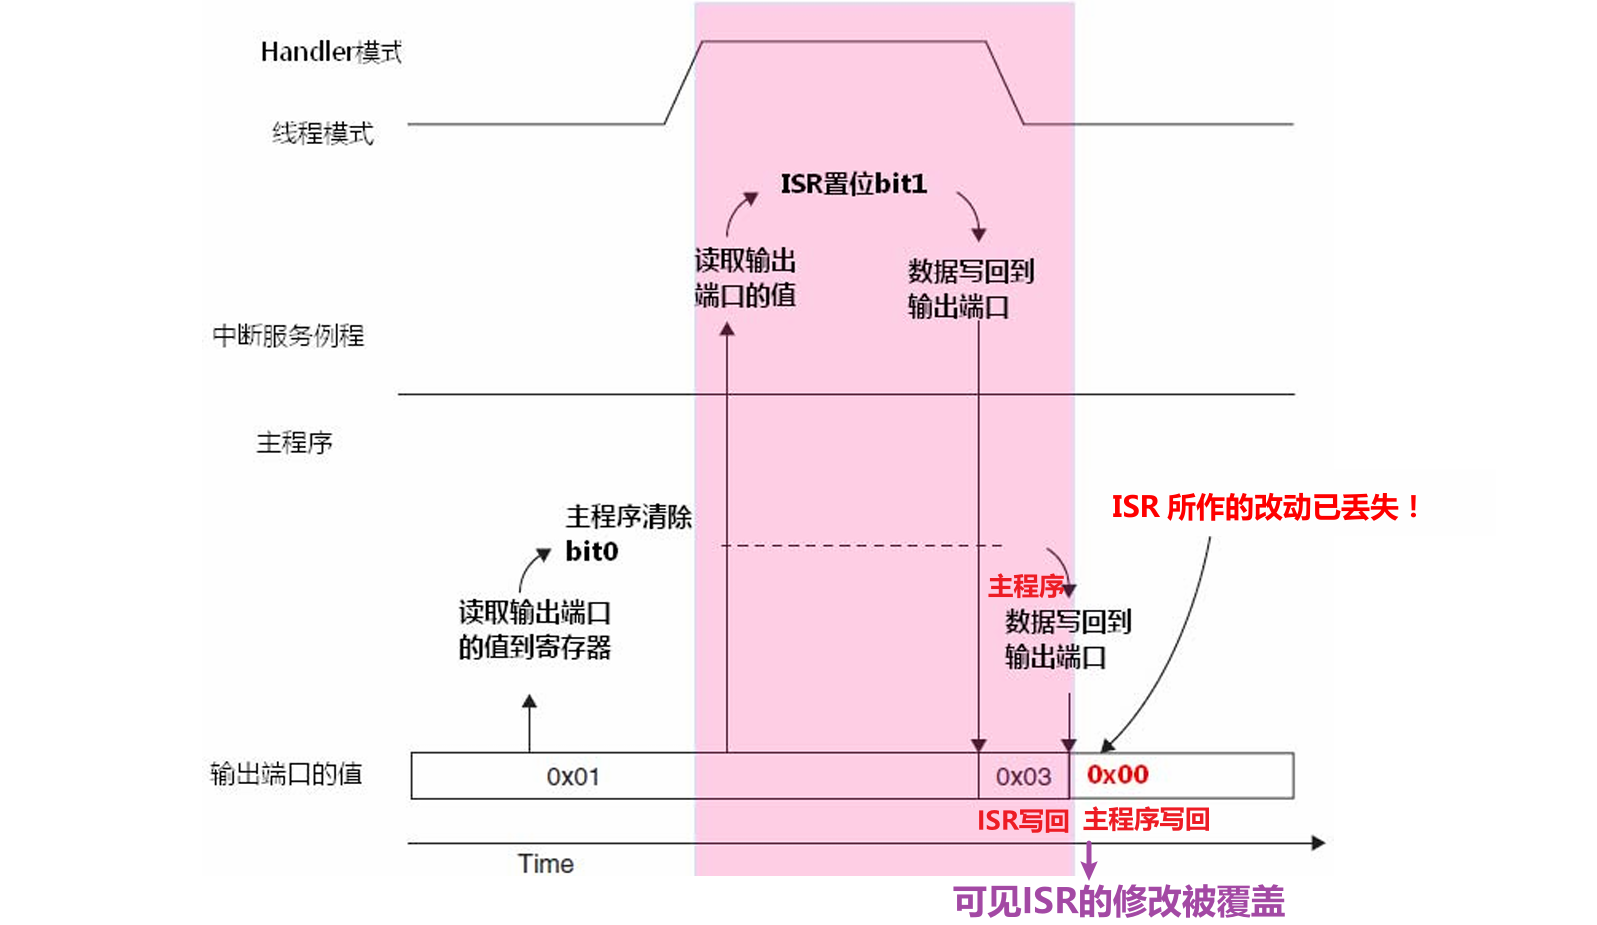 Handler模式
线程模式
ISR置位bit1
读取输出
端口的值
数据写回到
输出端口
中断服务例程
主程序
ISR 所作的改动已丢失！
主程序清除
bit0
主程序
读取输出端口
的值到寄存器
数据写回到
输出端口
输出端口的值
0x01
0x03
0x00
ISR写回
主程序写回
Time
可见ISR的修改被覆盖